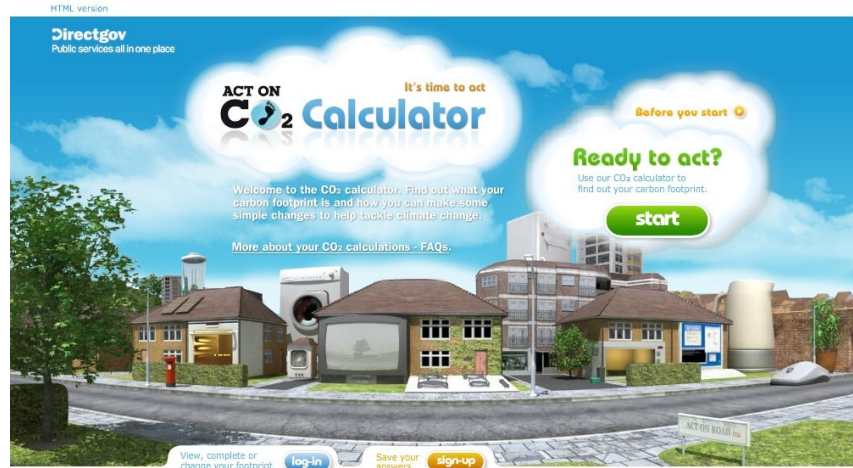 HTML version
Directgov
Public services all in one place
It's time to act
ACT ON
CO2 Calculator
Before you start
Ready to act?
Use our CO2 calculator to
find out your carbon footprint.
start
Welcome to the CO2 calculator. Find out what your
carbon footprint is and how you can make some
simple changes to help tackle climate change.
More about your CO2 calculations - FAQs.
ACT ON ROAD
View, complete or
change your footprint
log-in
Save your
answers
sign-up